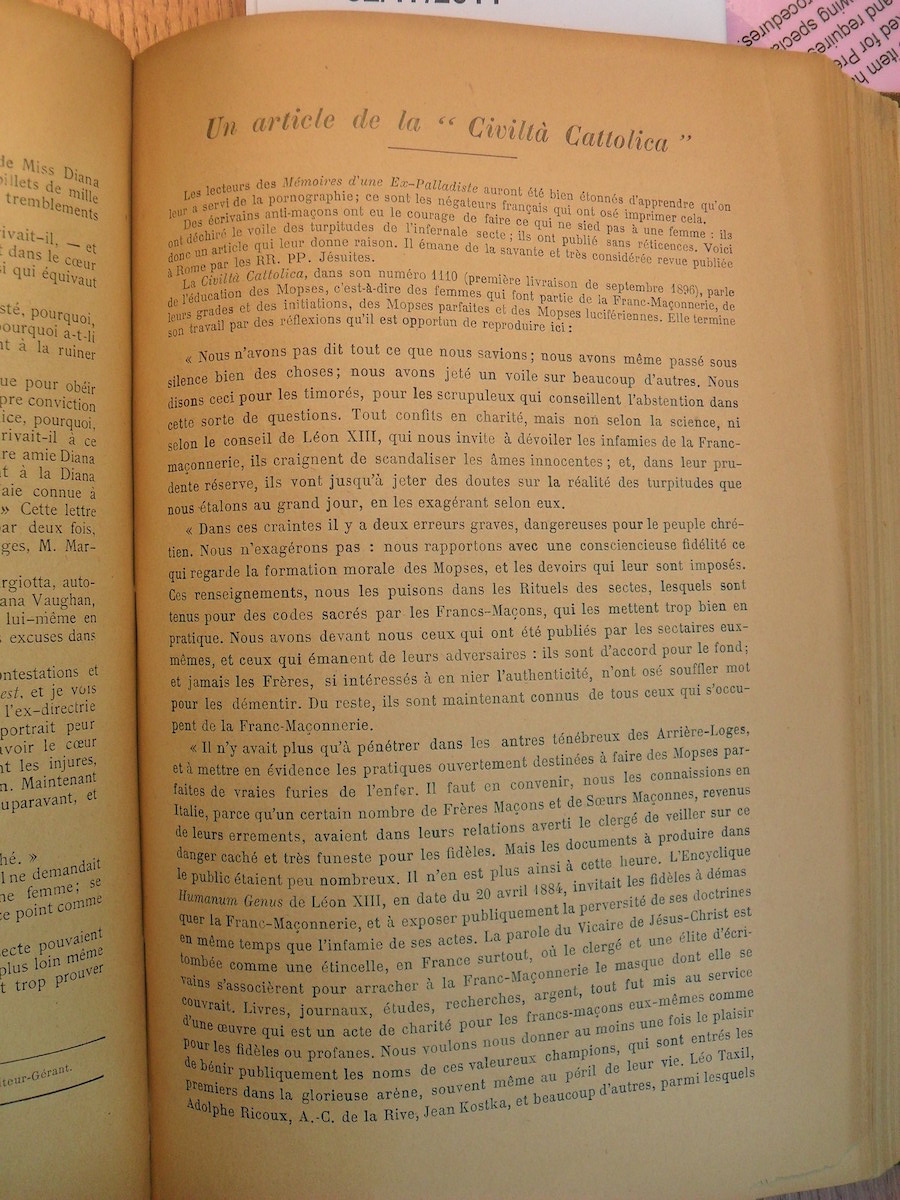 de Miss Diana
billets de mille
tremblements
ivait-il, — et
t dans le cœur
si qui équivaut
sté, pourquoi,
pourquoi a-t-il
nt à la ruiner
ue pour obéir
pre conviction
ice, pourquoi,
rivait-il à ce
re amie Diana
t à la Diana
aie connue à
» Cette lettre
ar deux fois,
ges, M. Mar-
rgiotta, auto-
ana Vaughan,
lui-même en
excuses dans
ontestations et
est, et je vois
l'ex-directrie
portrait peur
avoir le cœur
nt les injures,
n. Maintenant
auparavant, et
hé. »
l ne demandait
ne femme; se
ce point comme
ecte pouvaient
plus loin même
t trop prouver
teur-Gérant.
Un article de la “ Civiltà Cattolica ”
Les lecteurs des Mémoires d'une Ex-Palladiste auront été bien étonnés d'apprendre qu'on
leur a servi de la pornographie; ce sont les négateurs français qui ont osé imprimer cela.
Des écrivains anti-maçons ont eu le courage de faire ce qui ne sied pas à une femme : ils
ont déchiré le voile des turpitudes de l'infernale secte; ils ont publié sans réticences. Voici
donc un article qui leur donne raison. Il émane de la savante et très considérée revue publiée
à Rome par les RR. PP. Jésuites.
La Civiltà Cattolica, dans son numéro 1110 (première livraison de septembre 1896), parle
de l'éducation des Mopses, c'est-à-dire des femmes qui font partie de la Franc-Maçonnerie, de
leurs grades et des initiations, des Mopses parfaites et des Mopses lucifériennes. Elle termine
son travail par des réflexions qu'il est opportun de reproduire ici :
« Nous n'avons pas dit tout ce que nous savions; nous avons même passé sous
silence bien des choses; nous avons jeté un voile sur beaucoup d'autres. Nous
disons ceci pour les timorés, pour les scrupuleux qui conseillent l'abstention dans
cette sorte de questions. Tout confits en charité, mais non selon la science, ni
selon le conseil de Léon XIII, qui nous invite à dévoiler les infamies de la Franc-
maçonnerie, ils craignent de scandaliser les âmes innocentes; et, dans leur pru-
dente réserve, ils vont jusqu'à jeter des doutes sur la réalité des turpitudes que
nous étalons au grand jour, en les exagérant selon eux.
« Dans ces craintes il y a deux erreurs graves, dangereuses pour le peuple chré-
tien. Nous n'exagérons pas : nous rapportons avec une consciencieuse fidélité ce
qui regarde la formation morale des Mopses, et les devoirs qui leur sont imposés.
Ces renseignements, nous les puisons dans les Rituels des sectes, lesquels sont
tenus pour des codes sacrés par les Francs-Maçons, qui les mettent trop bien en
pratique. Nous avons devant nous ceux qui ont été publiés par les sectaires eux-
mêmes, et ceux qui émanent de leurs adversaires : ils sont d'accord pour le fond;
et jamais les Frères, si intéressés à en nier l'authenticité, n'ont osé souffler mot
pour les démentir. Du reste, ils sont maintenant connus de tous ceux qui s'occu-
pent de la Franc-Maçonnerie.
« Il n'y avait plus qu'à pénétrer dans les antres ténébreux des Arrière-Loges,
et à mettre en évidence les pratiques ouvertement destinées à faire des Mopses par-
faites de vraies furies de l'enfer. Il faut en convenir, nous les connaissions en
Italie, parce qu'un certain nombre de Frères Maçons et de Sœurs Maçonnes, revenus
de leurs errements, avaient dans leurs relations averti le clergé de veiller sur ce
danger caché et très funeste pour les fidèles. Mais les documents à produire dans
le public étaient peu nombreux. Il n'en est plus ainsi à cette heure. L'Encyclique
Humanum Genus de Léon XIII, en date du 20 avril 1884, invitait les fidèles à démas
quer la Franc-Maçonnerie, et à exposer publiquement la perversité de ses doctrines
en même temps que l'infamie de ses actes. La parole du Vicaire de Jésus-Christ est
tombée comme une étincelle, en France surtout, où le clergé et une élite d'écri-
vains s'associèrent pour arracher à la Franc-Maçonnerie le masque dont elle se
couvrait. Livres, journaux, études, recherches, argent, tout fut mis au service
d'une œuvre qui est un acte de charité pour les francs-maçons eux-mêmes comme
pour les fidèles ou profanes. Nous voulons nous donner au moins une fois le plaisir
de bénir publiquement les noms de ces valeureux champions, qui sont entrés les
premiers dans la glorieuse arène, souvent même au péril de leur vie. Léo Taxil,
Adolphe Ricoux, A.-C. de la Rive, Jean Kostka, et beaucoup d'autres, parmi lesquels